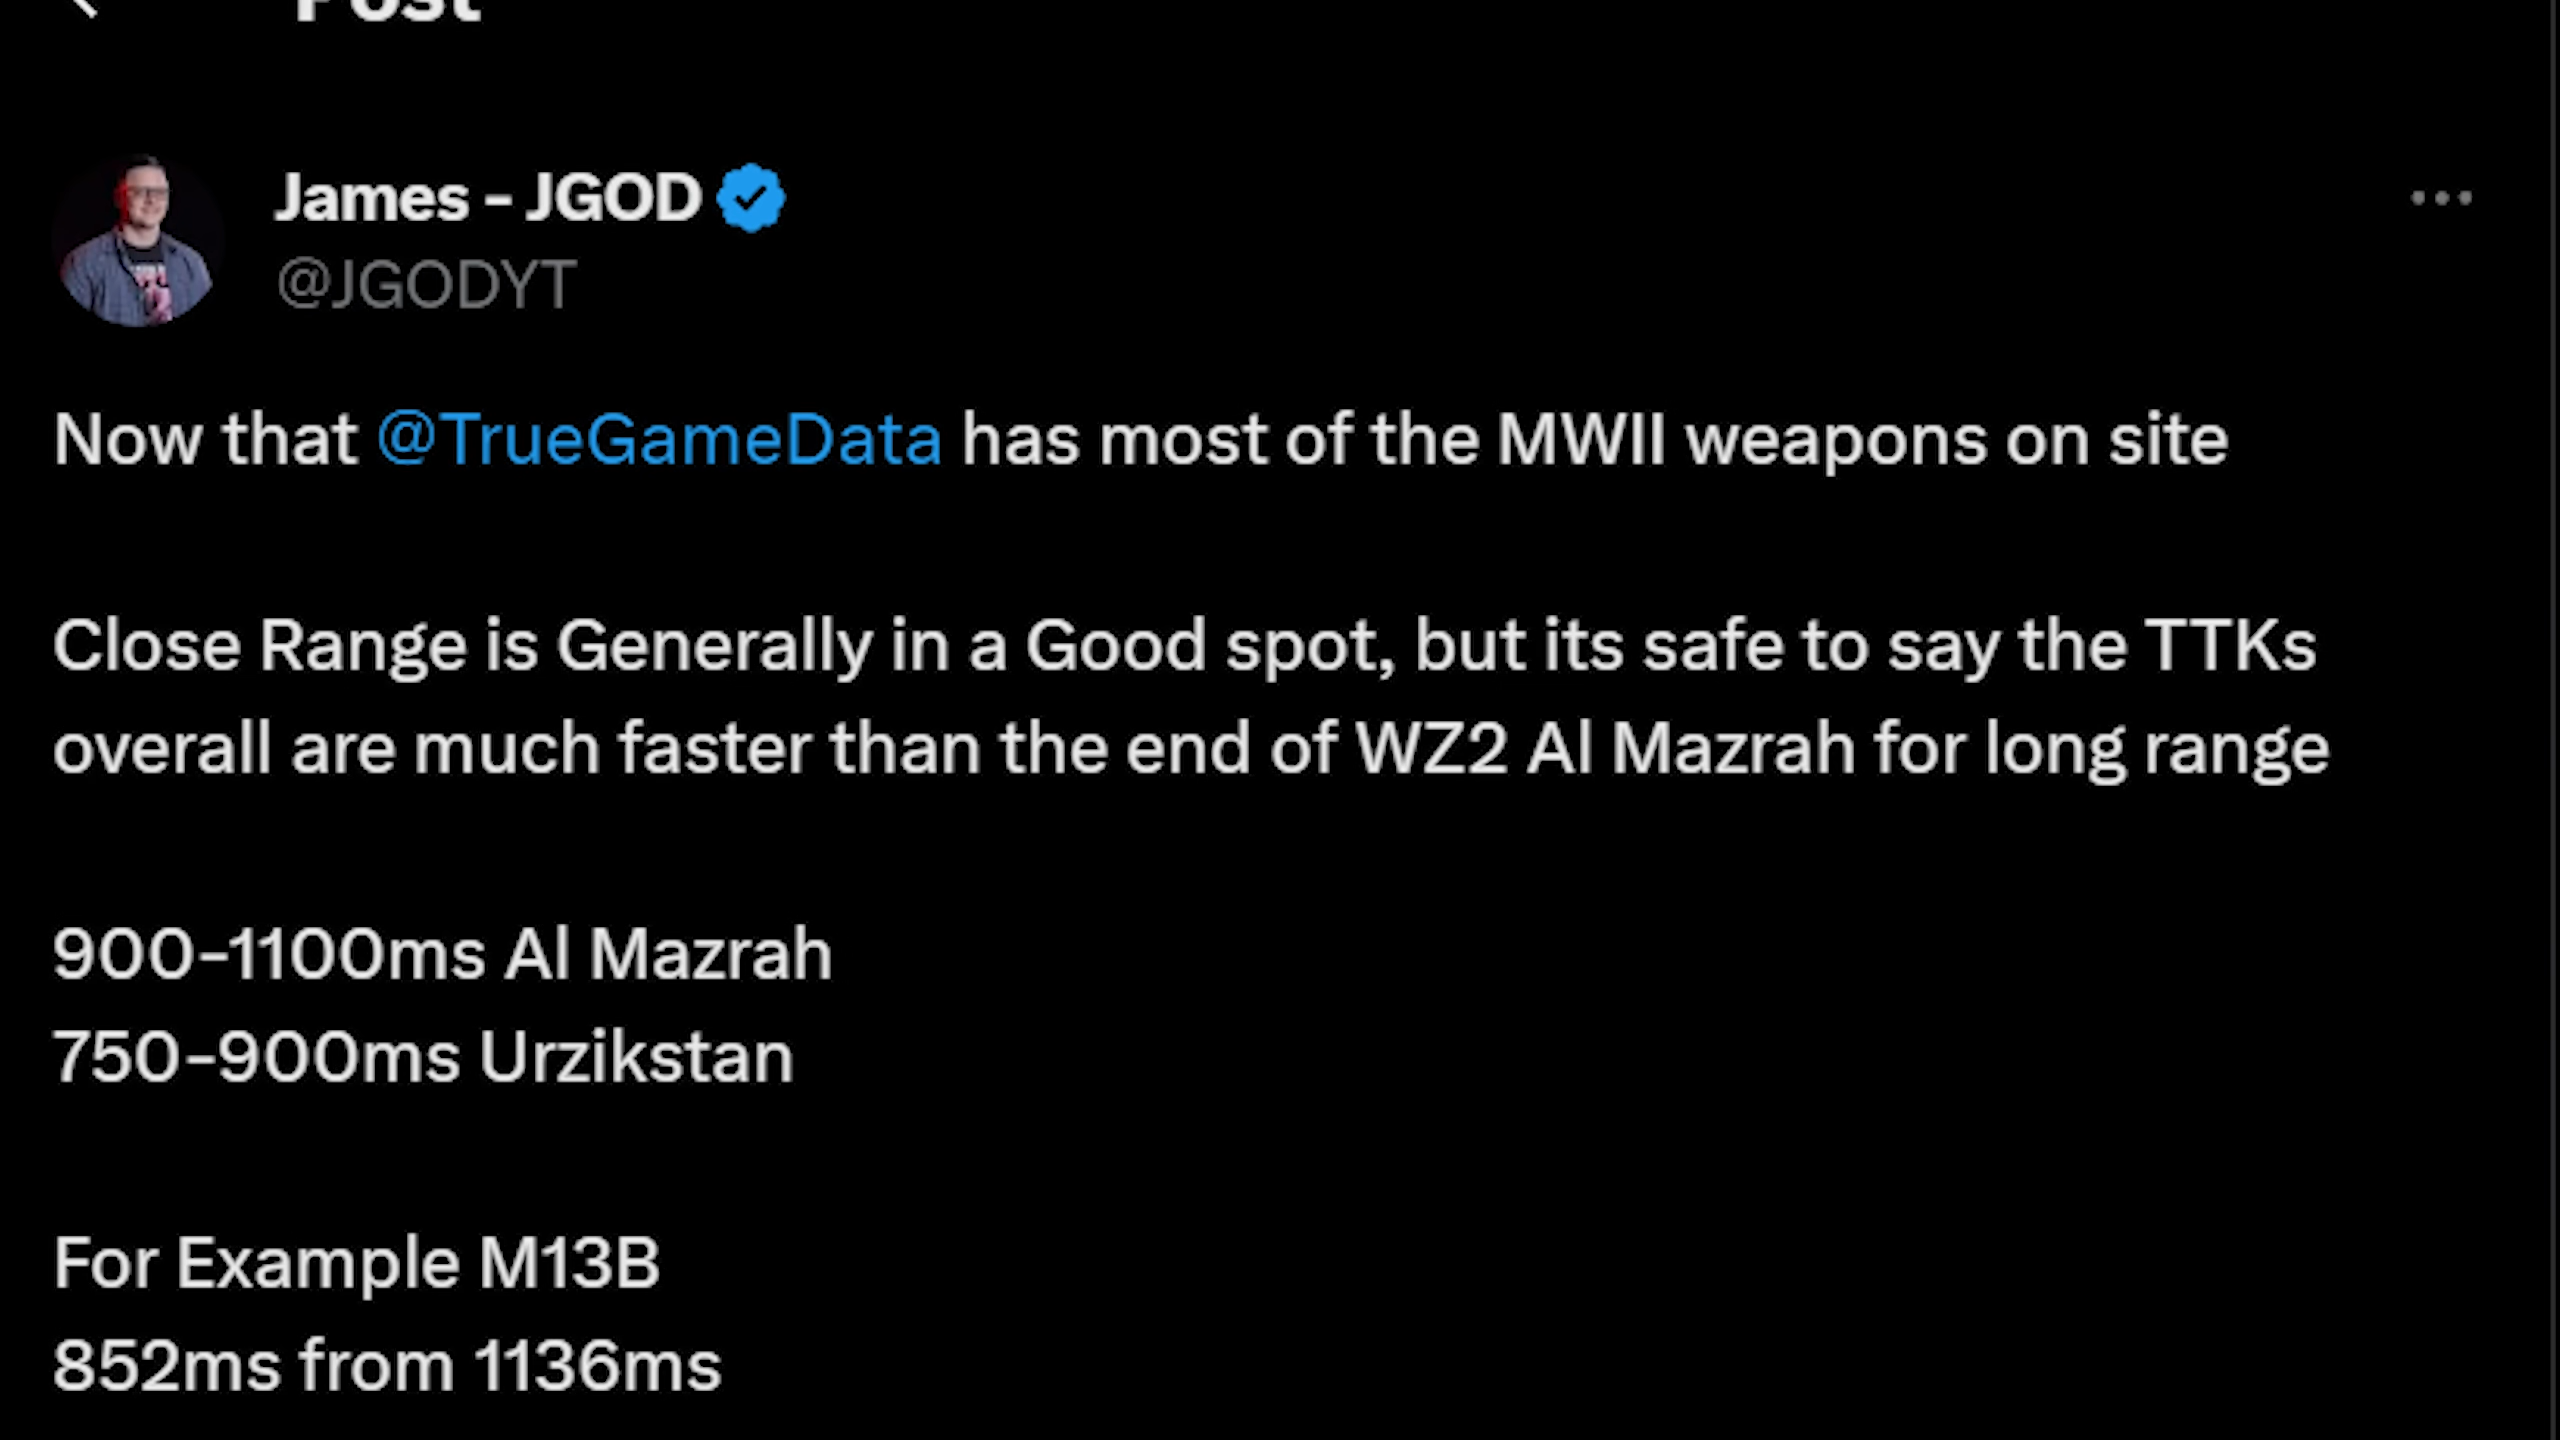 Post
James - JGOD
@JGODYT
Now that @TrueGameData has most of the MWII weapons on site
Close Range is Generally in a Good spot, but its safe to say the TTKs
overall are much faster than the end of WZ2 Al Mazrah for long range
900-1100ms Al Mazrah
750-900ms Urzikstan
For Example M13B
852ms from 1136ms